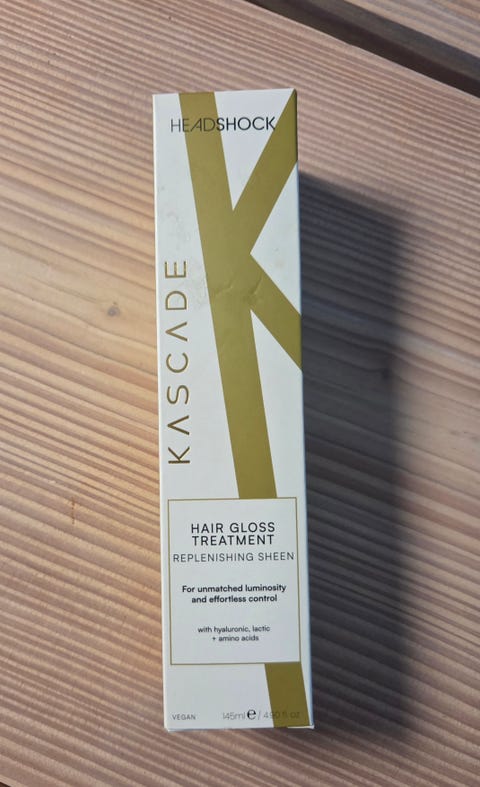 HEADSHOCK
KASCADE
HAIR GLOSS
TREATMENT
REPLENISHING SHEEN
For unmatched luminosity
and effortless control
with hyaluronic, lactic
+ amino acids
VEGAN
145ml ℮ / 4.90 fl oz